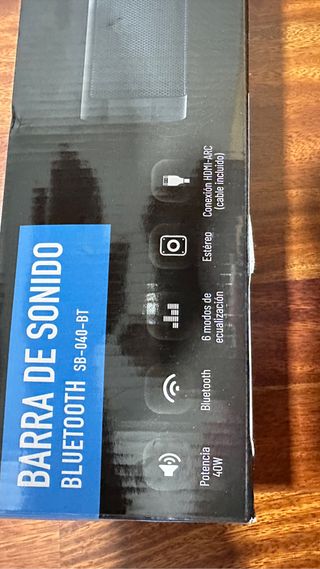 BARRA DE SONIDO
BLUETOOTH SB-040-BT
Potencia
40W
Bluetooth
6 modos de
ecualización
Estéreo
Conexión HDMI-ARC
(cable incluido)